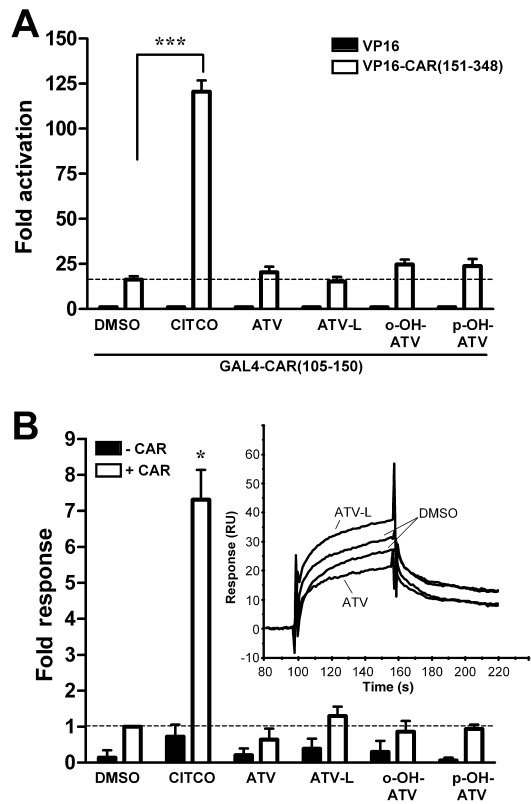 A
150
125
100
75
50
25
0
Fold activation
***
VP16
VP16-CAR(151-348)
DMSO CITCO ATV ATV-L o-OH-ATV p-OH-ATV
GAL4-CAR(105-150)
B
9
8
7
6
5
4
3
2
1
0
Fold response
- CAR
+ CAR
*
60
50
40
30
20
10
0
-10
Response (RU)
ATV-L
DMSO
ATV
80 100 120 140 160 180 200 220
Time (s)
DMSO CITCO ATV ATV-L o-OH-ATV p-OH-ATV